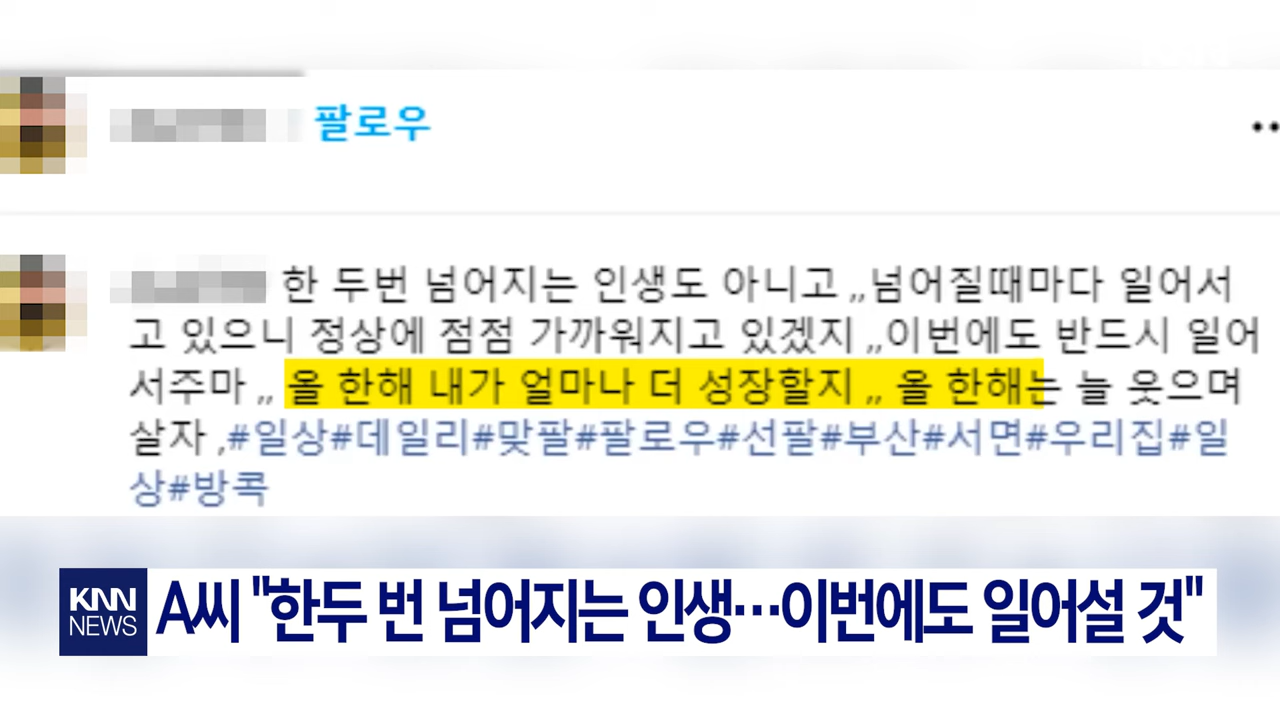 팔로우
한 두번 넘어지는 인생도 아니고 ,,넘어질때마다 일어서
고 있으니 정상에 점점 가까워지고 있겠지 ,,이번에도 반드시 일어
서주마 ,, 올 한해 내가 얼마나 더 성장할지 ,, 올 한해는 늘 웃으며
살자 ,#일상#데일리#맞팔#팔로우#선팔#부산#서면#우리집#일
상#방콕
KNN
NEWS
A씨 "한두 번 넘어지는 인생…이번에도 일어설 것"